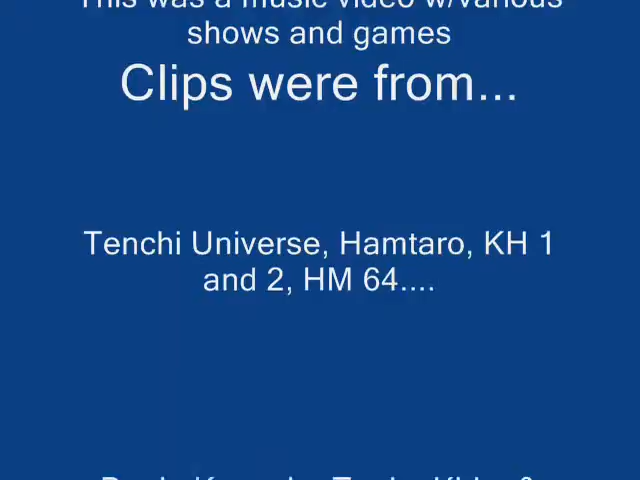 This was a music video w/various
shows and games
Clips were from...
Tenchi Universe, Hamtaro, KH 1
and 2, HM 64....